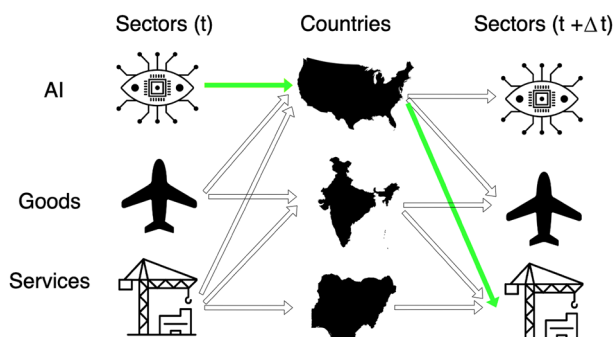 Sectors (t) Countries Sectors (t +Δ t)
AI
Goods
Services